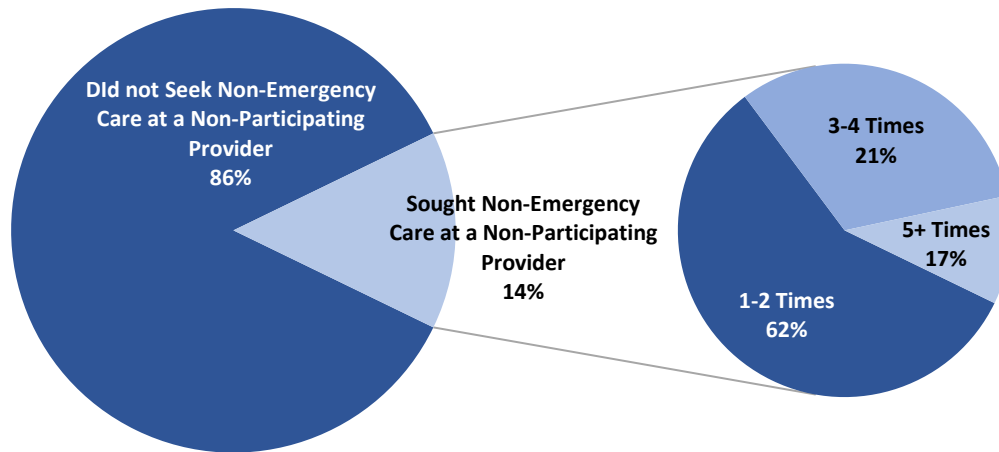 DId not Seek Non-Emergency
Care at a Non-Participating
Provider
86%
Sought Non-Emergency
Care at a Non-Participating
Provider
14%
3-4 Times
21%
5+ Times
17%
1-2 Times
62%